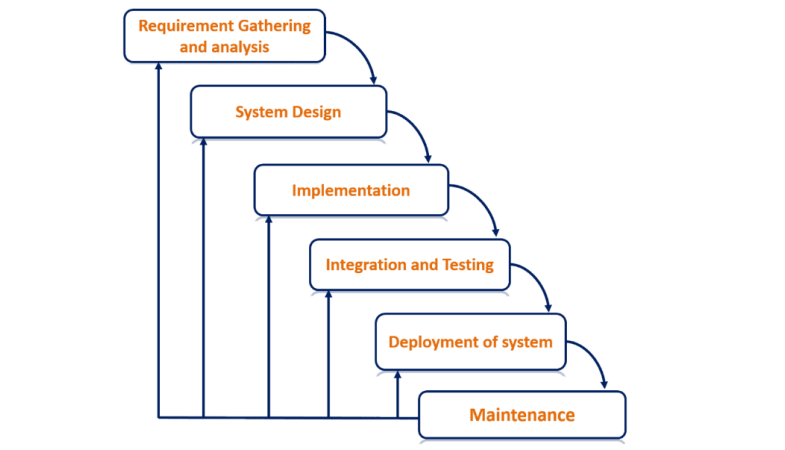 Requirement Gathering
and analysis
System Design
Implementation
Integration and Testing
Deployment of system
Maintenance